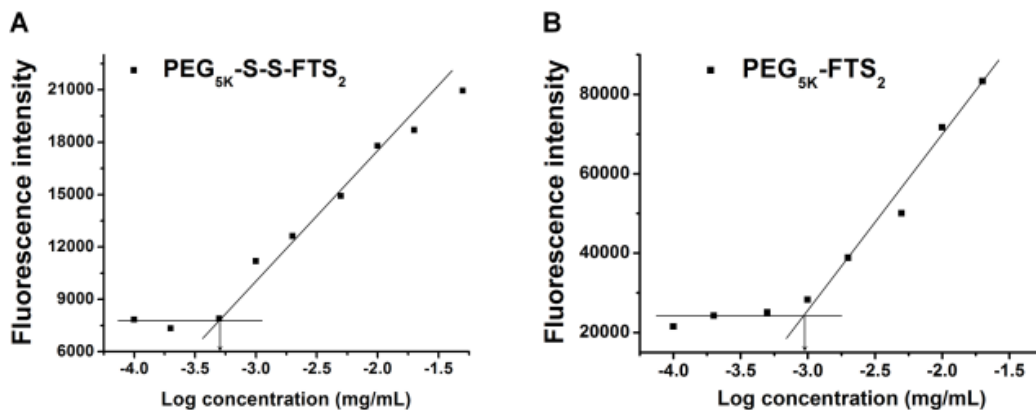 A
PEG5K-S-S-FTS2
Fluorescence intensity
21000
18000
15000
12000
9000
6000
-4.0 -3.5 -3.0 -2.5 -2.0 -1.5
Log concentration (mg/mL)
B
PEG5K-FTS2
Fluorescence intensity
80000
60000
40000
20000
-4.0 -3.5 -3.0 -2.5 -2.0 -1.5
Log concentration (mg/mL)